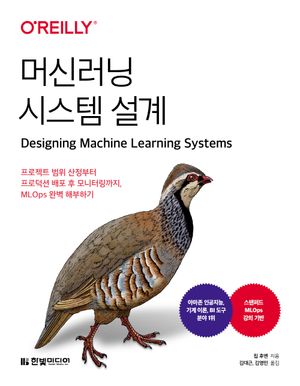 O'REILLY®
머신러닝
시스템 설계
Designing Machine Learning Systems
프로젝트 범위 산정부터
프로덕션 배포 후 모니터링까지,
MLOps 완벽 해부하기
아마존 인공지능,
기계 이론, BI 도구
분야 1위
스탠퍼드
MLOps
강의 기반
한빛미디어
칩 후옌 지음
김대근, 김영민 옮김